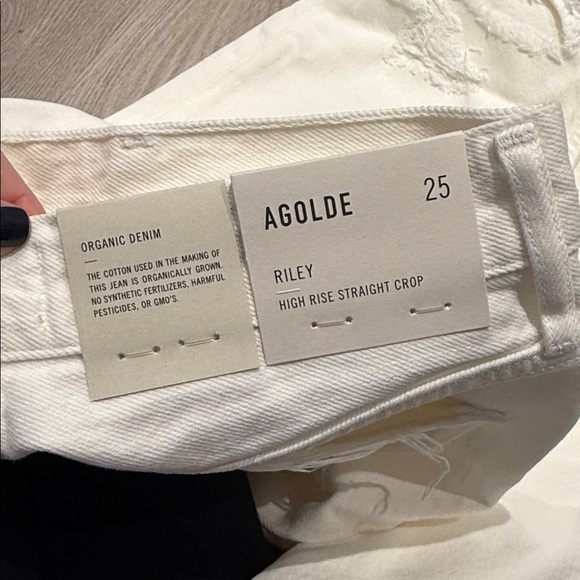 ORGANIC DENIM
THE COTTON USED IN THE MAKING OF
THIS JEAN IS ORGANICALLY GROWN.
NO SYNTHETIC FERTILIZERS, HARMFUL
PESTICIDES, OR GMO'S.
AGOLDE 25
RILEY
HIGH RISE STRAIGHT CROP